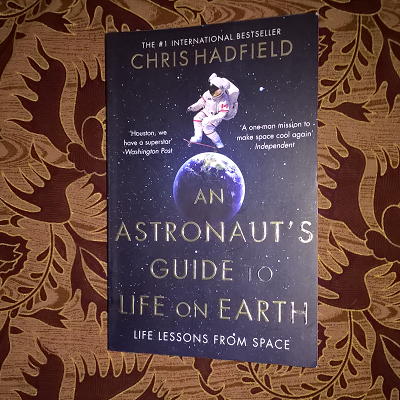 THE #1 INTERNATIONAL BESTSELLER
CHRIS HADFIELD
'Houston, we
have a superstar'
Washington Post
'A one-man mission to
make space cool again'
Independent
AN
ASTRONAUT'S
GUIDE TO
LIFE ON EARTH
LIFE LESSONS FROM SPACE